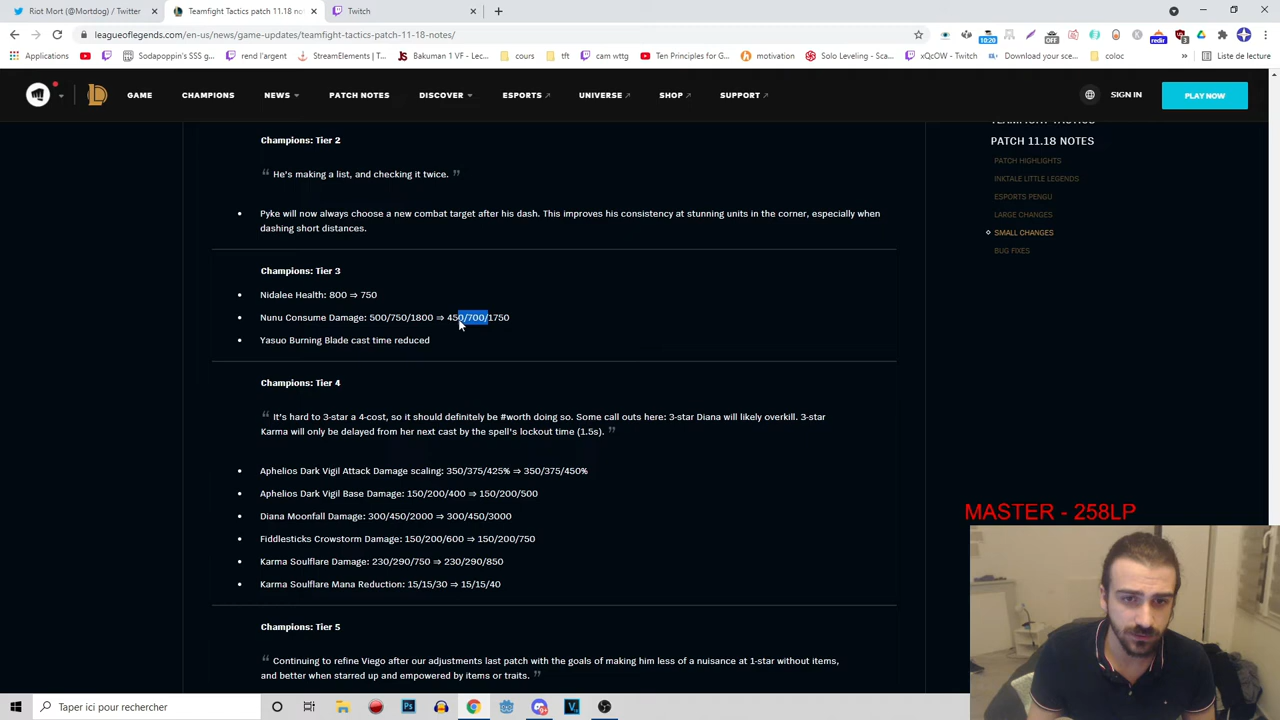 Riot Mort (@Mortdog) / Twitter
Teamfight Tactics patch 11.18 not
Twitch
leagueoflegends.com/en-us/news/game-updates/teamfight-tactics-patch-11-18-notes/
Applications
Sodapoppin's SSS g...
rend l'argent
StreamElements | T...
Bakuman 1 VF - Lec...
cours
tft
cam wttg
Ten Principles for G...
motivation
Solo Leveling - Sca...
xQcOW - Twitch
Download your sce...
coloc
»
Liste de lecture
GAME
CHAMPIONS
NEWS
PATCH NOTES
DISCOVER
ESPORTS
UNIVERSE
SHOP
SUPPORT
SIGN IN
PLAY NOW
Champions: Tier 2
He's making a list, and checking it twice.
• Pyke will now always choose a new combat target after his dash. This improves his consistency at stunning units in the corner, especially when
dashing short distances.
Champions: Tier 3
• Nidalee Health: 800 ⇒ 750
• Nunu Consume Damage: 500/750/1800 ⇒ 450/700/1750
• Yasuo Burning Blade cast time reduced
Champions: Tier 4
It's hard to 3-star a 4-cost, so it should definitely be #worth doing so. Some call outs here: 3-star Diana will likely overkill. 3-star
Karma will only be delayed from her next cast by the spell's lockout time (1.5s).
• Aphelios Dark Vigil Attack Damage scaling: 350/375/425% ⇒ 350/375/450%
• Aphelios Dark Vigil Base Damage: 150/200/400 ⇒ 150/200/500
• Diana Moonfall Damage: 300/450/2000 ⇒ 300/450/3000
• Fiddlesticks Crowstorm Damage: 150/200/600 ⇒ 150/200/750
• Karma Soulflare Damage: 230/290/750 ⇒ 230/290/850
• Karma Soulflare Mana Reduction: 15/15/30 ⇒ 15/15/40
Champions: Tier 5
Continuing to refine Viego after our adjustments last patch with the goals of making him less of a nuisance at 1-star without items,
and better when starred up and empowered by items or traits.
TEAMFIGHT TACTICS
PATCH 11.18 NOTES
PATCH HIGHLIGHTS
INKTALE LITTLE LEGENDS
ESPORTS PENGU
LARGE CHANGES
SMALL CHANGES
BUG FIXES
MASTER - 258LP
Taper ici pour rechercher